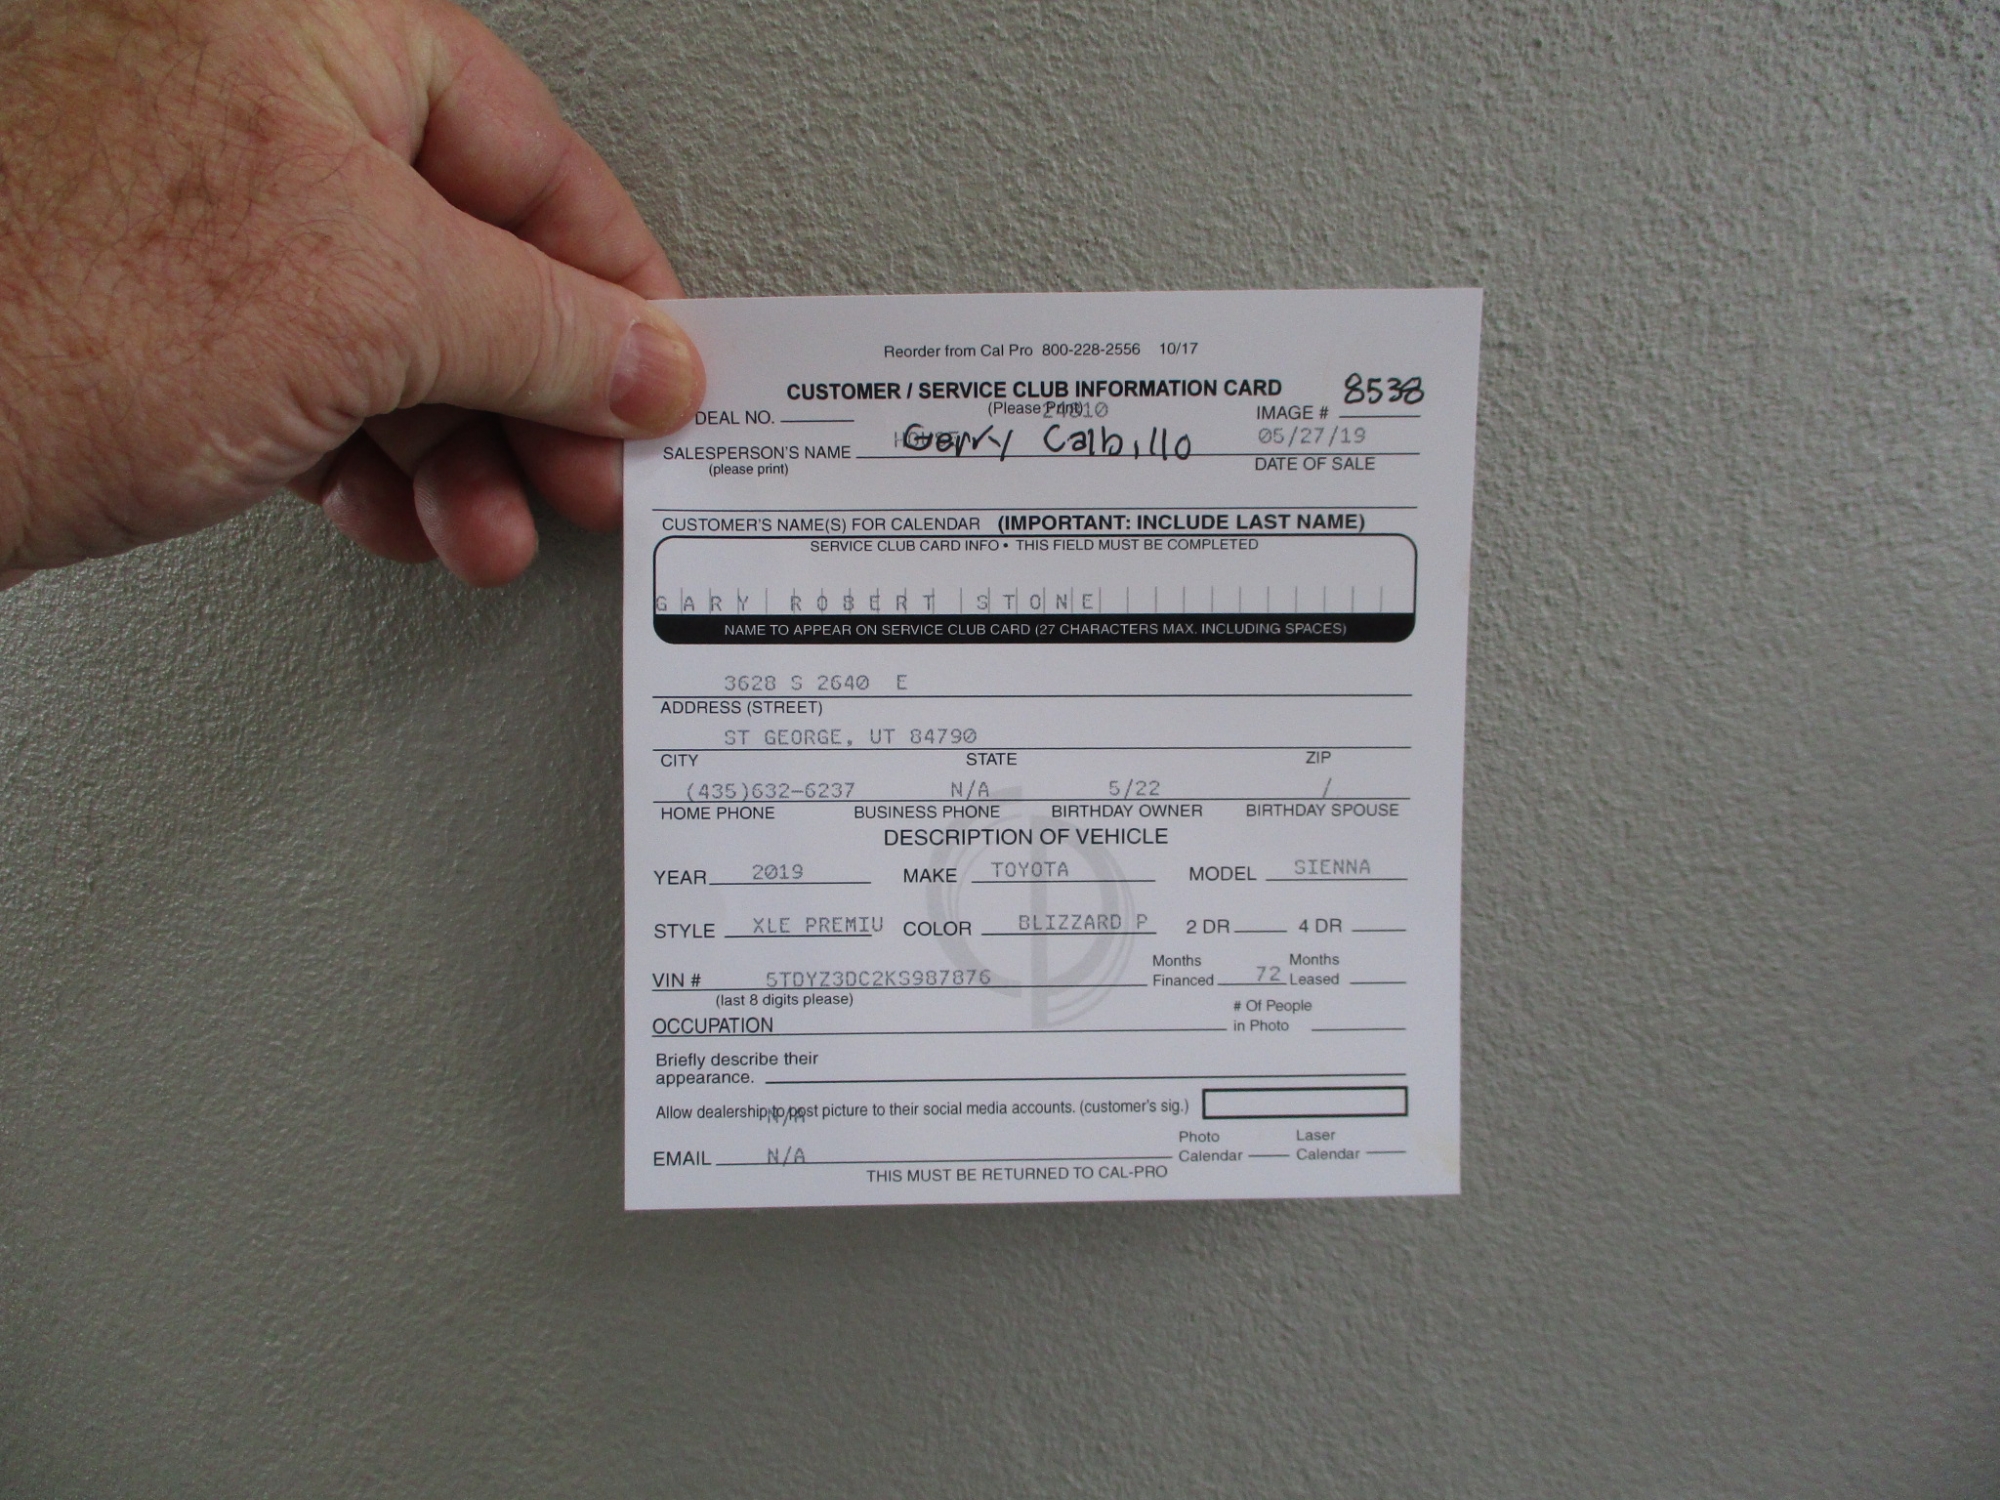 Reorder from Cal Pro 800-228-2556 10/17
CUSTOMER / SERVICE CLUB INFORMATION CARD 8538
(Please Print) 24810
DEAL NO. IMAGE #
SALESPERSON'S NAME Gerry Calbillo 05/27/19
(please print) DATE OF SALE
CUSTOMER'S NAME(S) FOR CALENDAR (IMPORTANT: INCLUDE LAST NAME)
SERVICE CLUB CARD INFO • THIS FIELD MUST BE COMPLETED
GARY ROBERT STONE
NAME TO APPEAR ON SERVICE CLUB CARD (27 CHARACTERS MAX. INCLUDING SPACES)
3628 S 2640 E
ADDRESS (STREET)
ST GEORGE, UT 84790
CITY STATE ZIP
(435)632-6237 N/A 5/22 /
HOME PHONE BUSINESS PHONE BIRTHDAY OWNER BIRTHDAY SPOUSE
DESCRIPTION OF VEHICLE
YEAR 2019 MAKE TOYOTA MODEL SIENNA
STYLE XLE PREMIU COLOR BLIZZARD P 2 DR 4 DR
VIN # 5TDYZ3DC2KS987876 Months Financed 72 Months Leased
(last 8 digits please)
OCCUPATION # Of People in Photo
Briefly describe their
appearance.
Allow dealership to post picture to their social media accounts. (customer's sig.)
N/A
EMAIL N/A Photo Calendar Laser Calendar
THIS MUST BE RETURNED TO CAL-PRO